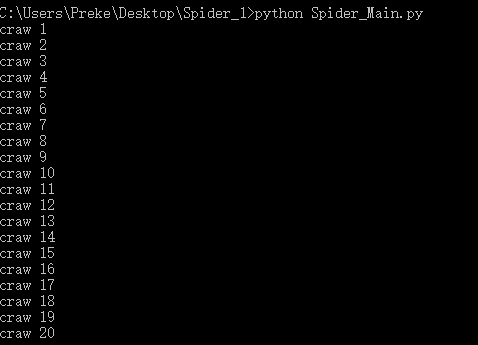 C:\Users\Preke\Desktop\Spider_1>python Spider_Main.py
craw 1
craw 2
craw 3
craw 4
craw 5
craw 6
craw 7
craw 8
craw 9
craw 10
craw 11
craw 12
craw 13
craw 14
craw 15
craw 16
craw 17
craw 18
craw 19
craw 20